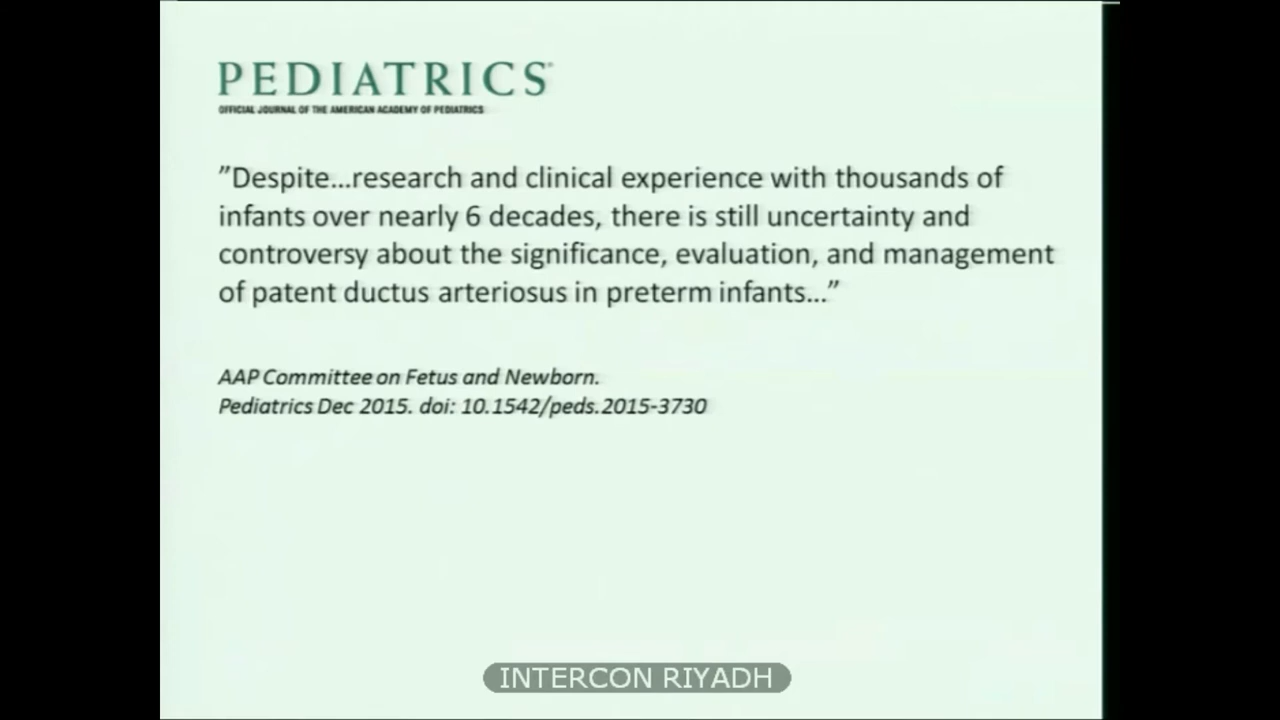 PEDIATRICS
OFFICIAL JOURNAL OF THE AMERICAN ACADEMY OF PEDIATRICS
”Despite...research and clinical experience with thousands of
infants over nearly 6 decades, there is still uncertainty and
controversy about the significance, evaluation, and management
of patent ductus arteriosus in preterm infants...”
AAP Committee on Fetus and Newborn.
Pediatrics Dec 2015. doi: 10.1542/peds.2015-3730
INTERCON RIYADH